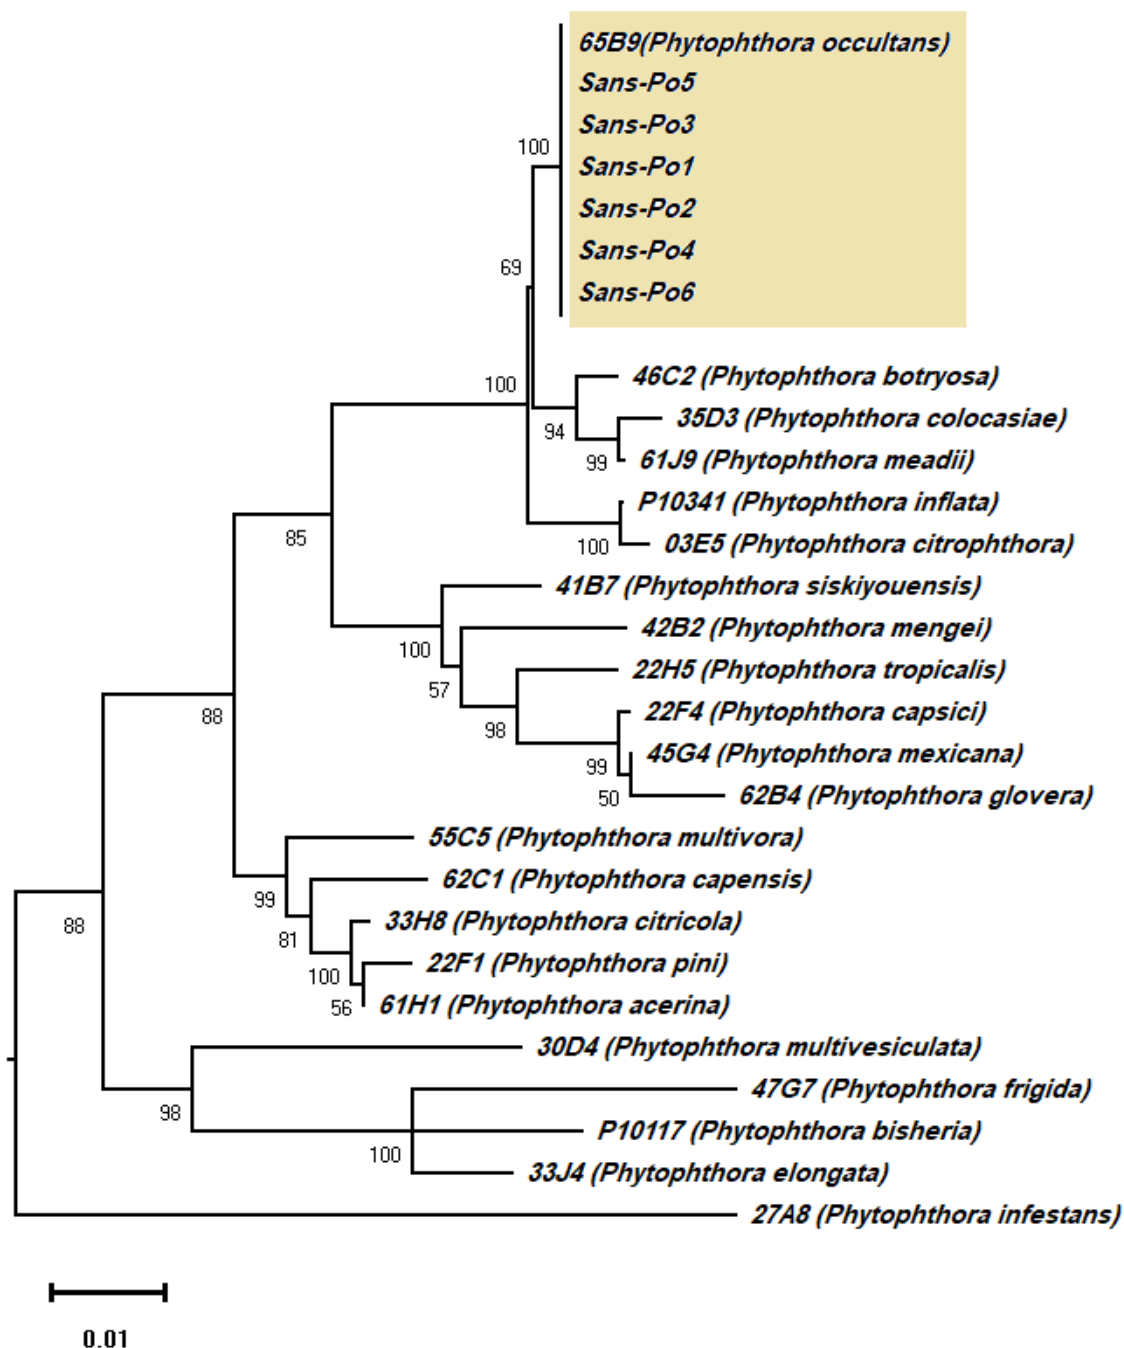 65B9(Phytophthora occultans)
Sans-Po5
Sans-Po3
100
Sans-Po1
Sans-Po2
Sans-Po4
69
Sans-Po6
46C2 (Phytophthora botryosa)
100
35D3 (Phytophthora colocasiae)
94
61J9 (Phytophthora meadii)
99
P10341 (Phytophthora inflata)
03E5 (Phytophthora citrophthora)
100
85
41B7 (Phytophthora siskiyouensis)
42B2 (Phytophthora mengei)
100
22H5 (Phytophthora tropicalis)
57
22F4 (Phytophthora capsici)
88
98
45G4 (Phytophthora mexicana)
99
62B4 (Phytophthora glovera)
50
55C5 (Phytophthora multivora)
62C1 (Phytophthora capensis)
99
33H8 (Phytophthora citricola)
88
81
22F1 (Phytophthora pini)
100
61H1 (Phytophthora acerina)
56
30D4 (Phytophthora multivesiculata)
47G7 (Phytophthora frigida)
98
P10117 (Phytophthora bisheria)
100
33J4 (Phytophthora elongata)
27A8 (Phytophthora infestans)
0.01